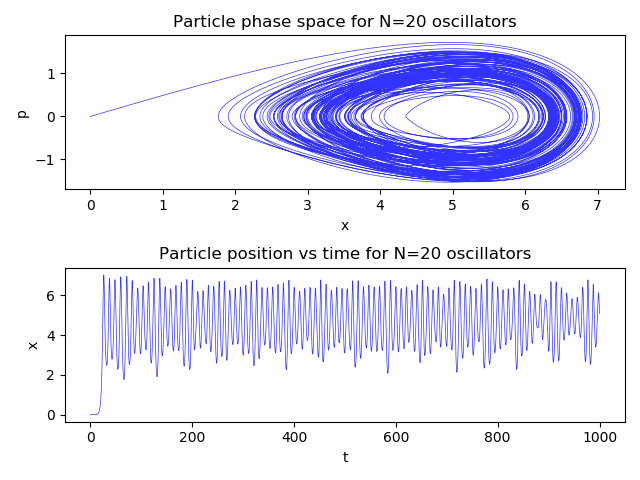 Particle phase space for N=20 oscillators
p
1
0
−1
0 1 2 3 4 5 6 7
x
Particle position vs time for N=20 oscillators
x
6
4
2
0
0 200 400 600 800 1000
t